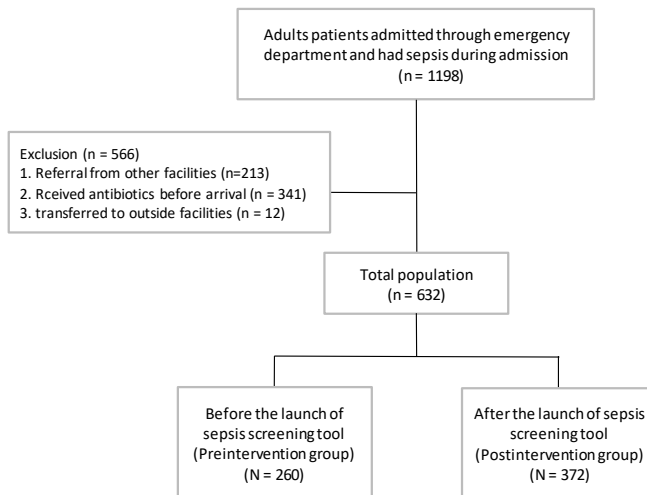 Adults patients admitted through emergency
department and had sepsis during admission
(n = 1198)
Exclusion (n = 566)
1. Referral from other facilities (n=213)
2. Rceived antibiotics before arrival (n = 341)
3. transferred to outside facilities (n = 12)
Total population
(n = 632)
Before the launch of
sepsis screening tool
(Preintervention group)
(N = 260)
After the launch of sepsis
screening tool
(Postintervention group)
(N = 372)